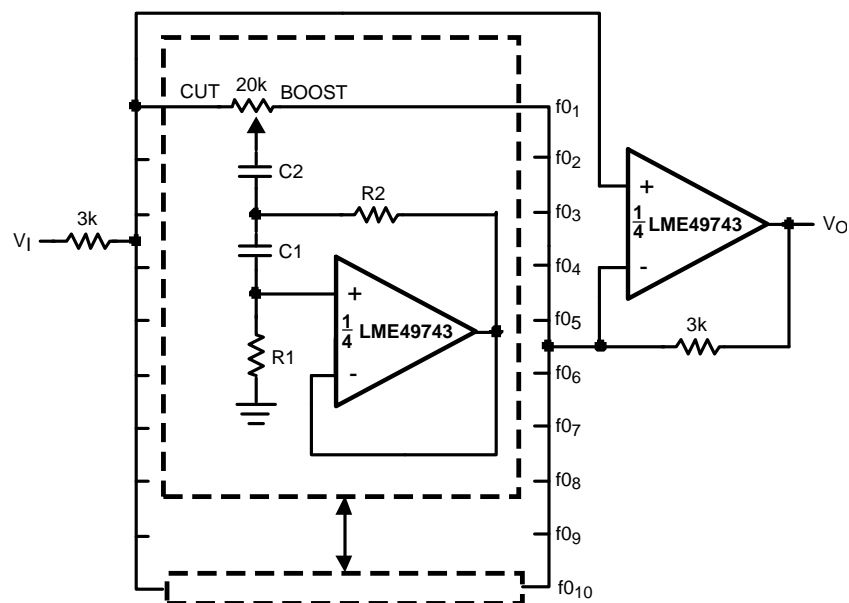 CUT 20k BOOST
f0₁
C2
f0₂
R2
f0₃
3k
V_I
C1
+
1/4 LME49743
-
V_O
f0₄
+
1/4 LME49743
-
R1
f0₅
3k
f0₆
f0₇
f0₈
f0₉
f0₁₀